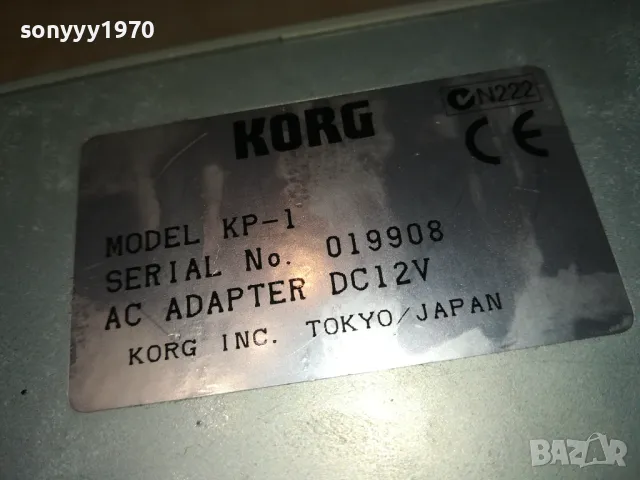 sonyyy1970
KORG
N222
CE
MODEL KP-1
SERIAL No. 019908
AC ADAPTER DC12V
KORG INC. TOKYO/JAPAN
BAZAR